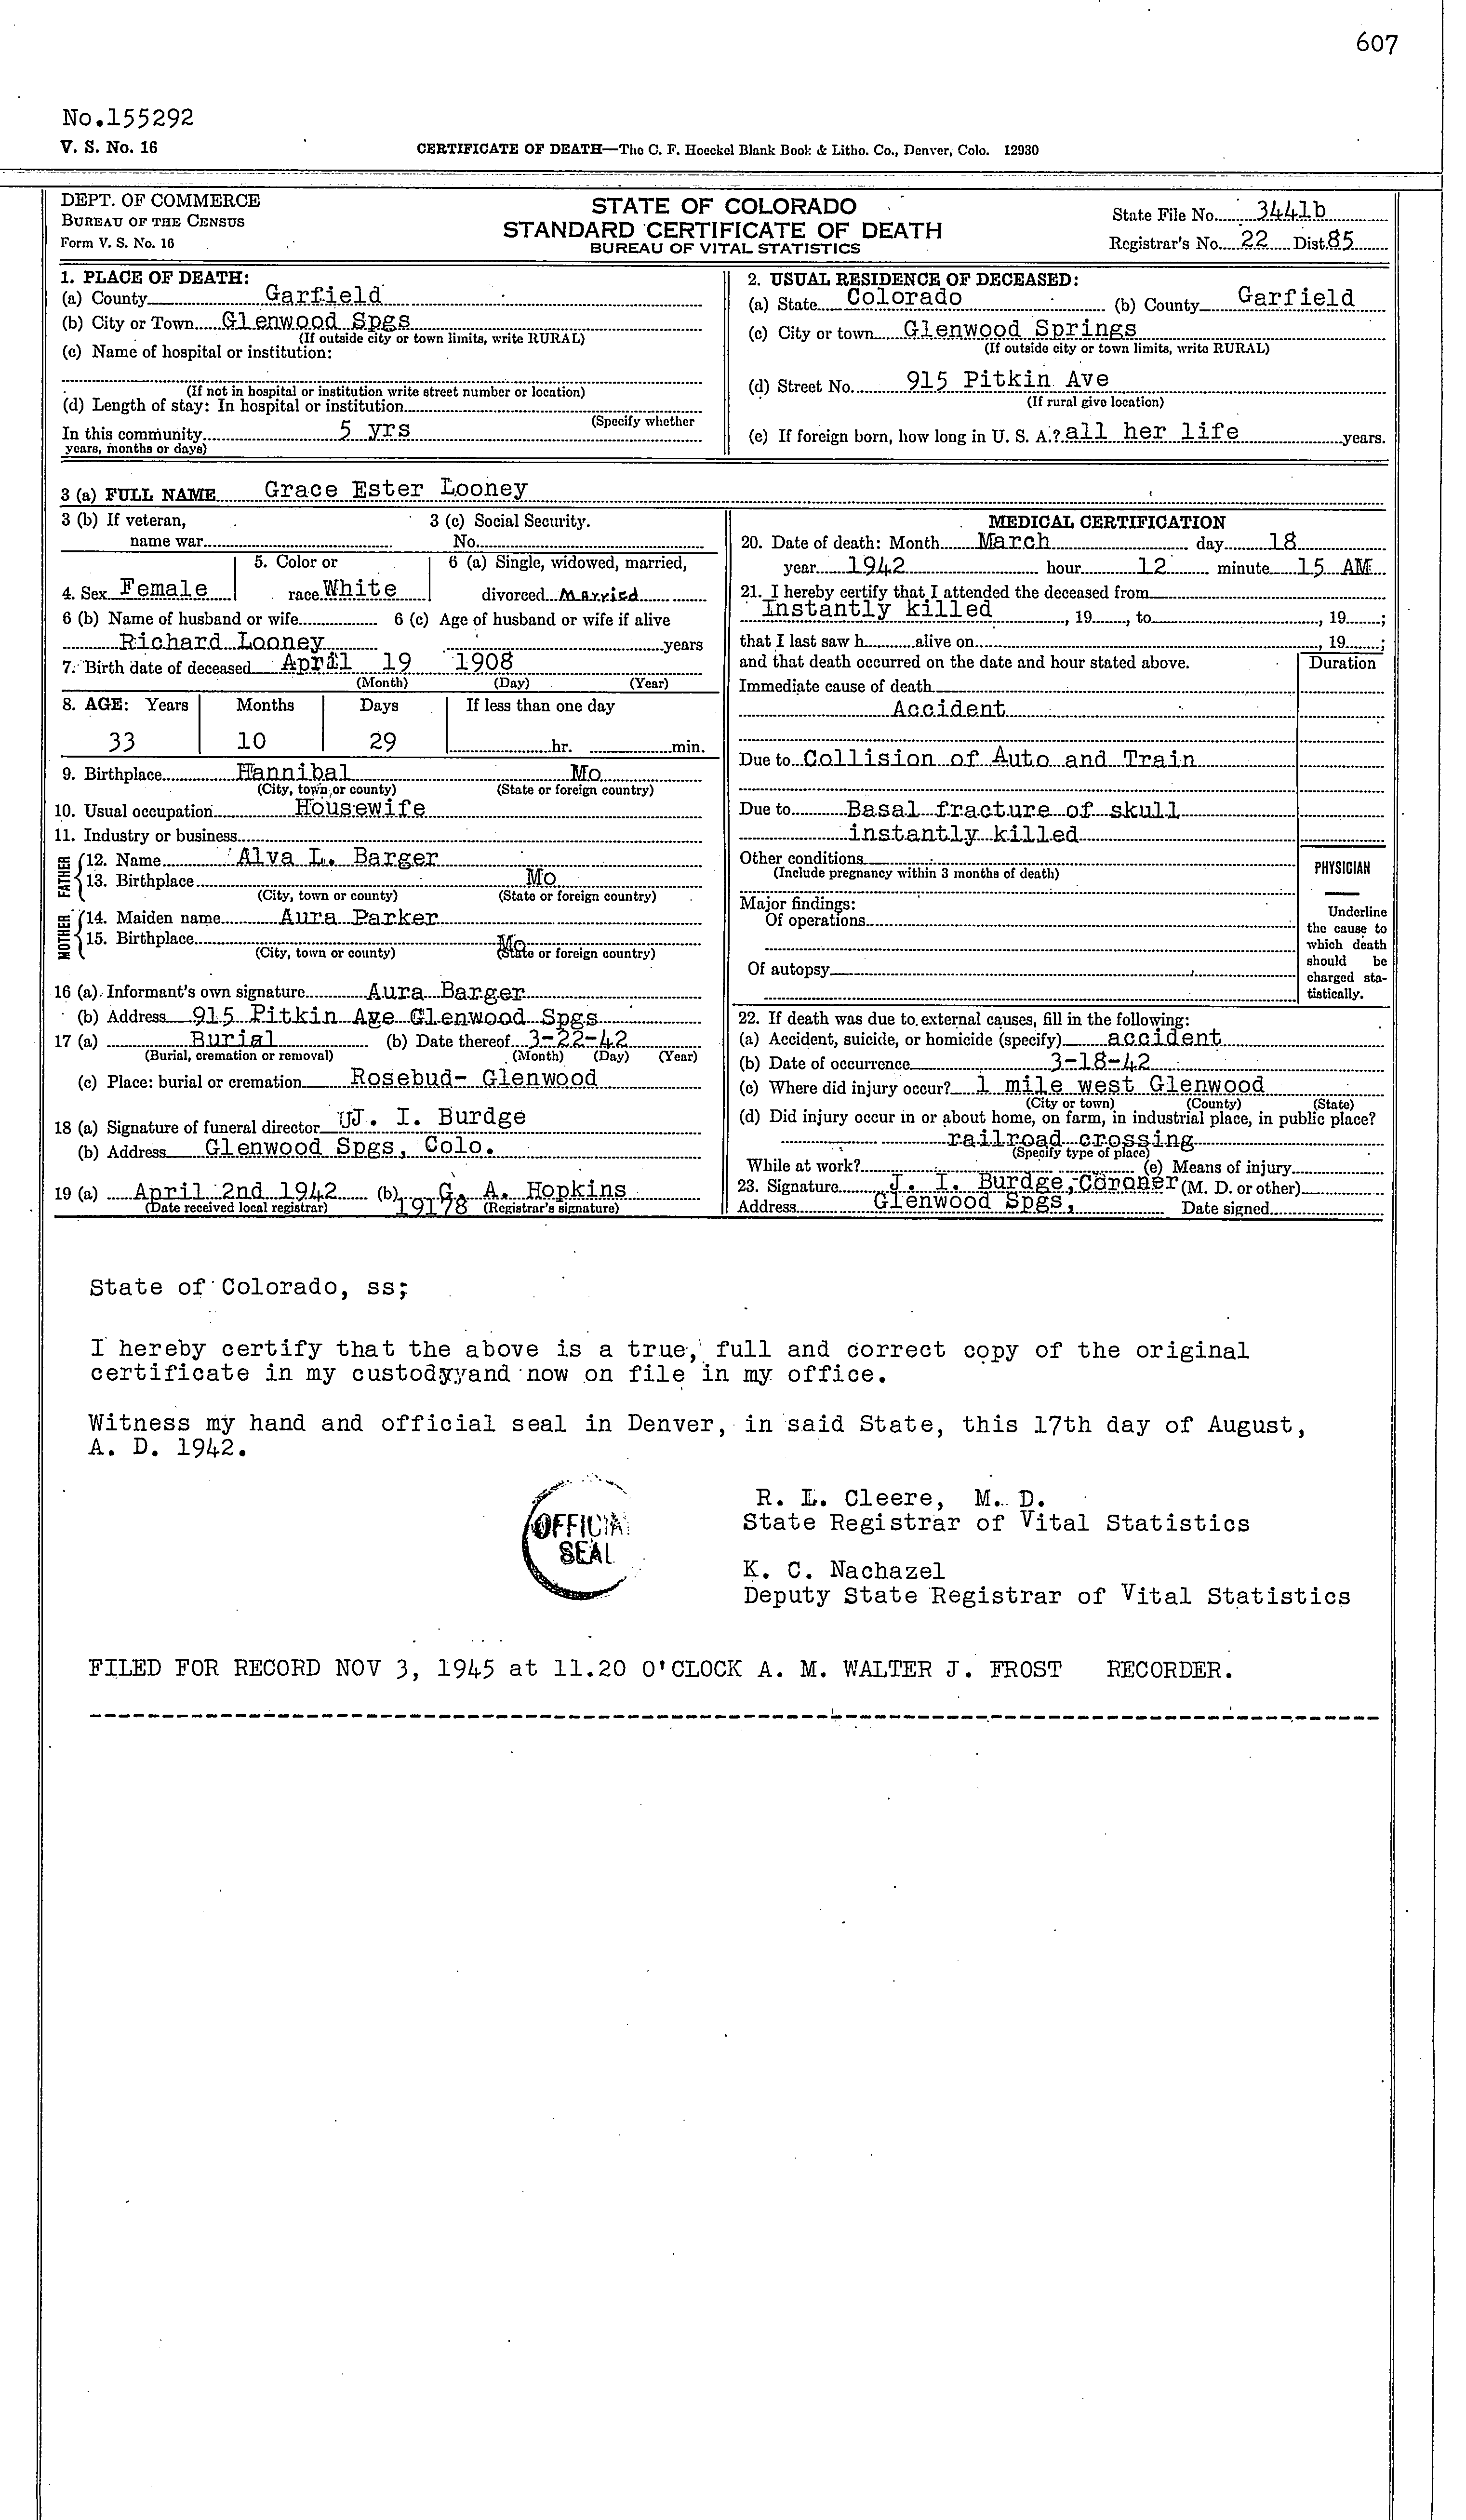 607
No.155292
V. S. No. 16
CERTIFICATE OF DEATH—The C. F. Hoeckel Blank Book & Litho. Co., Denver, Colo. 12930
DEPT. OF COMMERCE
BUREAU OF THE CENSUS
Form V. S. No. 16
STATE OF COLORADO
STANDARD CERTIFICATE OF DEATH
BUREAU OF VITAL STATISTICS
State File No. 3441b
Registrar's No. 22 Dist. 85
1. PLACE OF DEATH:
(a) County Garfield
(b) City or Town Glenwood Spgs
(If outside city or town limits, write RURAL)
(c) Name of hospital or institution:
(If not in hospital or institution write street number or location)
(d) Length of stay: In hospital or institution
(Specify whether
In this community 5 yrs
years, months or days)
2. USUAL RESIDENCE OF DECEASED:
(a) State Colorado (b) County Garfield
(c) City or town Glenwood Springs
(If outside city or town limits, write RURAL)
(d) Street No. 915 Pitkin Ave
(If rural give location)
(e) If foreign born, how long in U. S. A.? all her life years.
3 (a) FULL NAME Grace Ester Looney
3 (b) If veteran, 3 (c) Social Security.
name war No.
5. Color or 6 (a) Single, widowed, married,
4. Sex Female race White divorced Married
6 (b) Name of husband or wife 6 (c) Age of husband or wife if alive
Richard Looney years
7. Birth date of deceased April 19 1908
(Month) (Day) (Year)
8. AGE: Years Months Days If less than one day
33 10 29 hr. min.
9. Birthplace Hannibal Mo
(City, town or county) (State or foreign country)
10. Usual occupation Housewife
11. Industry or business
FATHER
12. Name Alva L. Barger
13. Birthplace Mo
(City, town or county) (State or foreign country)
MOTHER
14. Maiden name Aura Parker
15. Birthplace Mo
(City, town or county) (State or foreign country)
16 (a) Informant's own signature Aura Barger
(b) Address 915 Pitkin Ave Glenwood Spgs
17 (a) Burial (b) Date thereof 3-22-42
(Burial, cremation or removal) (Month) (Day) (Year)
(c) Place: burial or cremation Rosebud- Glenwood
18 (a) Signature of funeral director J. I. Burdge
(b) Address Glenwood Spgs, Colo.
19 (a) April 2nd 1942 (b) G. A. Hopkins
(Date received local registrar) 19178 (Registrar's signature)
MEDICAL CERTIFICATION
20. Date of death: Month March day 18
year 1942 hour 12 minute 15 AM
21. I hereby certify that I attended the deceased from
Instantly killed , 19 , to , 19 ;
that I last saw h alive on , 19 ;
and that death occurred on the date and hour stated above. Duration
Immediate cause of death
Accident
Due to Collision of Auto and Train
Due to Basal fracture of skull
instantly killed
Other conditions
(Include pregnancy within 3 months of death)
Major findings:
Of operations
Of autopsy
PHYSICIAN
Underline
the cause to
which death
should be
charged sta-
tistically.
22. If death was due to external causes, fill in the following:
(a) Accident, suicide, or homicide (specify) accident
(b) Date of occurrence 3-18-42
(c) Where did injury occur? 1 mile west Glenwood
(City or town) (County) (State)
(d) Did injury occur in or about home, on farm, in industrial place, in public place?
railroad crossing
(Specify type of place)
While at work? (e) Means of injury
23. Signature J. I. Burdge,-Coroner (M. D. or other)
Address Glenwood Spgs, Date signed
State of Colorado, ss;
I hereby certify that the above is a true, full and correct copy of the original
certificate in my custodyyand now on file in my office.
Witness my hand and official seal in Denver, in said State, this 17th day of August,
A. D. 1942.
OFFICIAL
SEAL
R. L. Cleere, M. D.
State Registrar of Vital Statistics
K. C. Nachazel
Deputy State Registrar of Vital Statistics
FILED FOR RECORD NOV 3, 1945 at 11.20 O'CLOCK A. M. WALTER J. FROST RECORDER.